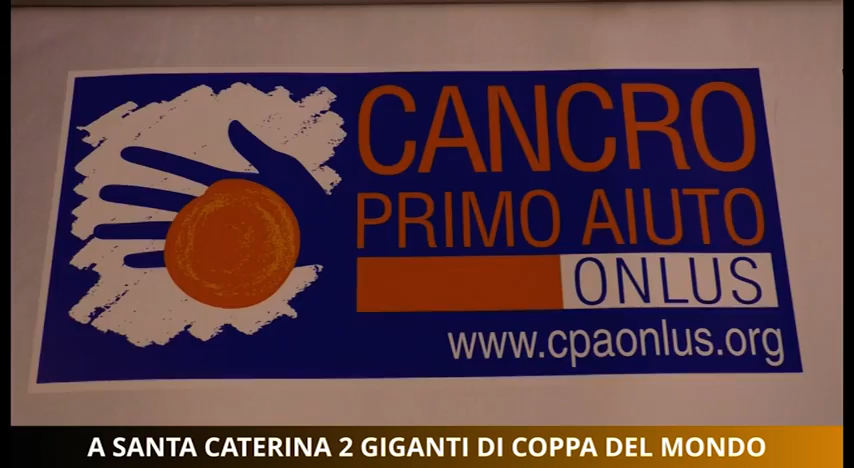 CANCRO
PRIMO AIUTO
ONLUS
www.cpaonlus.org
A SANTA CATERINA 2 GIGANTI DI COPPA DEL MONDO